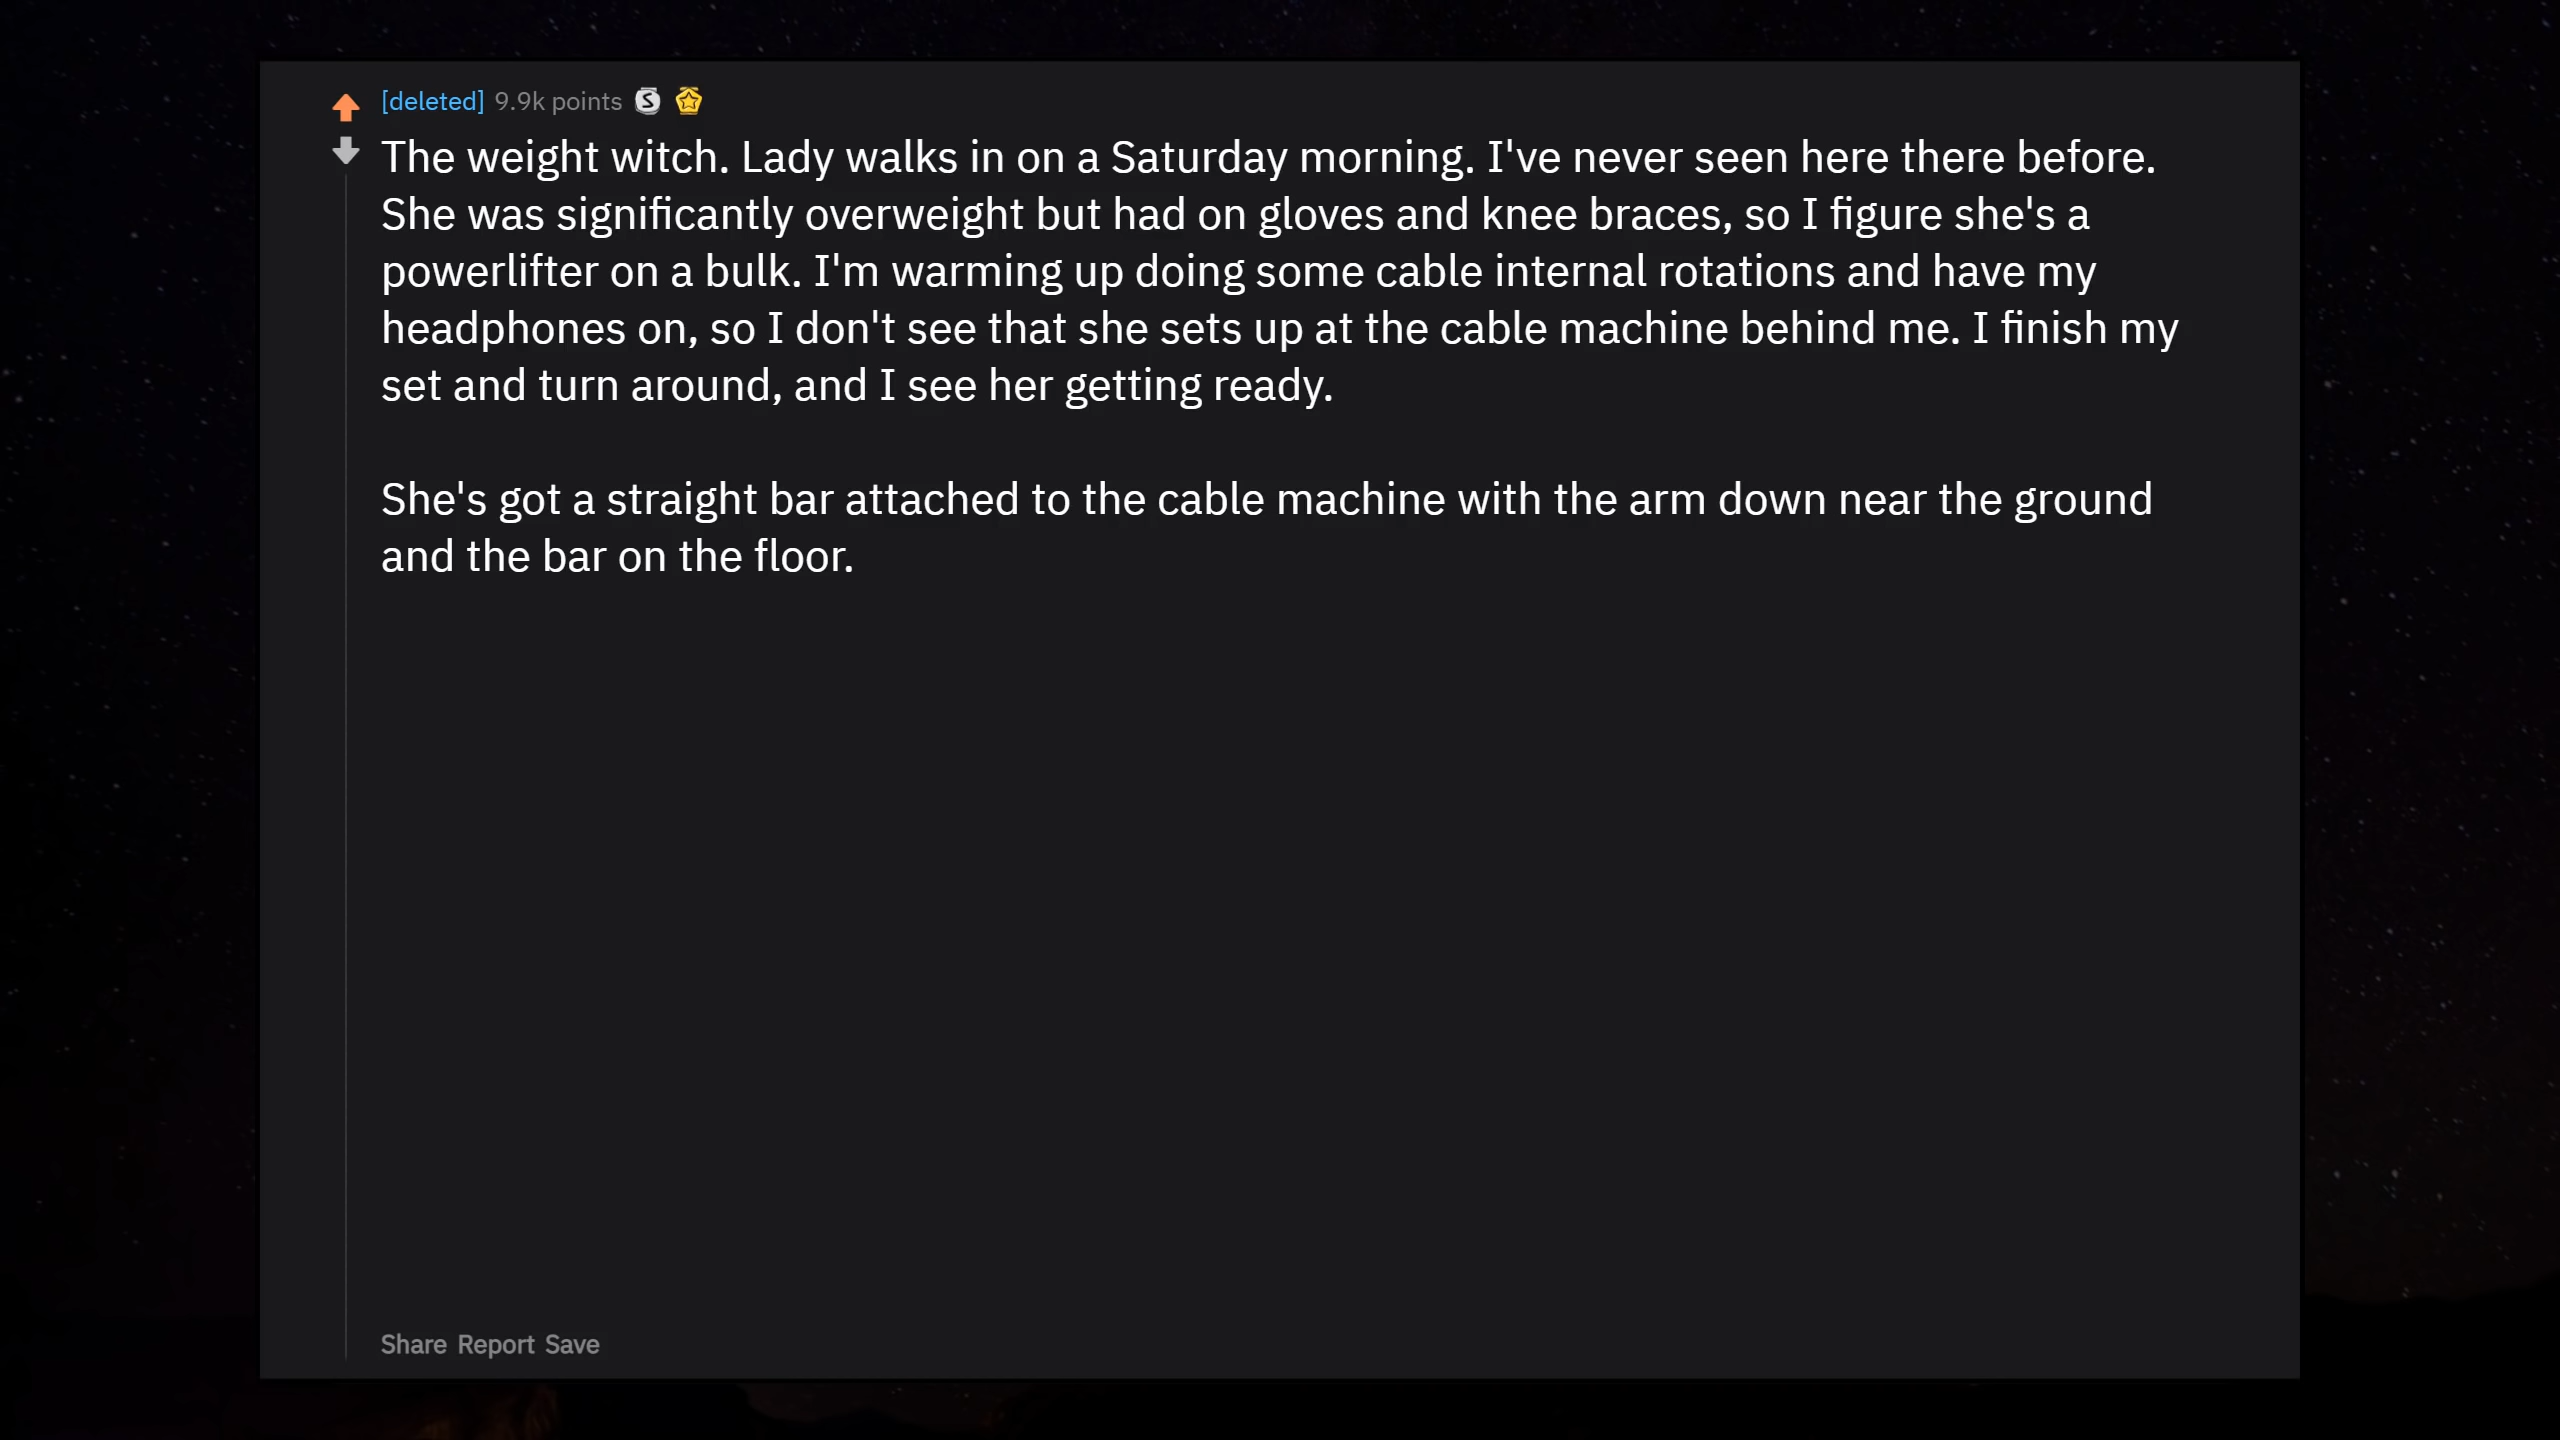 [deleted] 9.9k points
The weight witch. Lady walks in on a Saturday morning. I've never seen here there before.
She was significantly overweight but had on gloves and knee braces, so I figure she's a
powerlifter on a bulk. I'm warming up doing some cable internal rotations and have my
headphones on, so I don't see that she sets up at the cable machine behind me. I finish my
set and turn around, and I see her getting ready.
She's got a straight bar attached to the cable machine with the arm down near the ground
and the bar on the floor.
Share Report Save